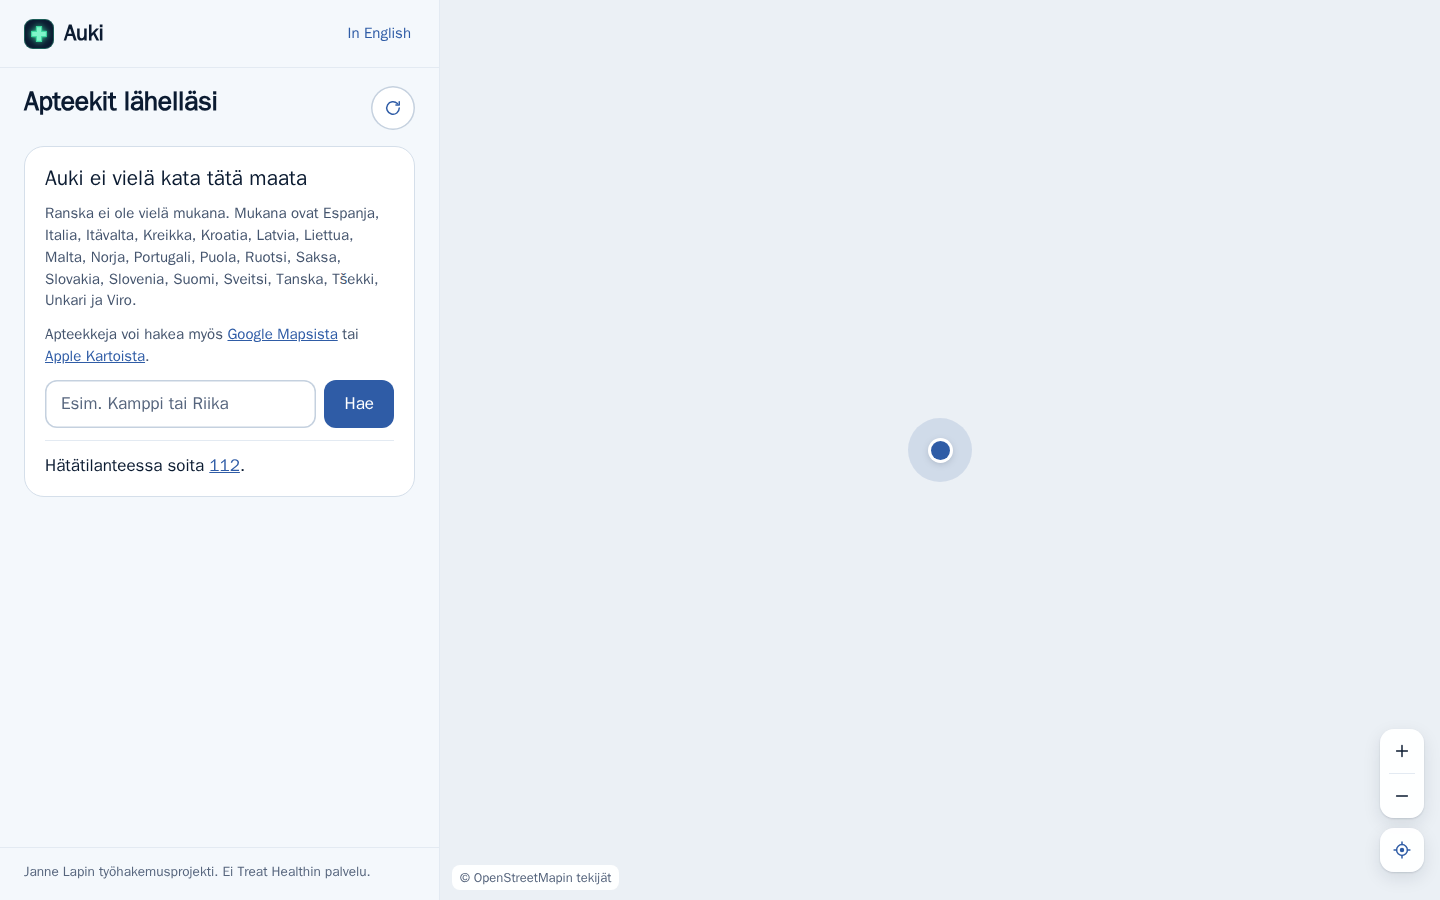 Auki
In English
Apteekit lähelläsi
Auki ei vielä kata tätä maata
Ranska ei ole vielä mukana. Mukana ovat Espanja,
Italia, Itävalta, Kreikka, Kroatia, Latvia, Liettua,
Malta, Norja, Portugali, Puola, Ruotsi, Saksa,
Slovakia, Slovenia, Suomi, Sveitsi, Tanska, Tšekki,
Unkari ja Viro.
Apteekkeja voi hakea myös Google Mapsista tai
Apple Kartoista.
Esim. Kamppi tai Riika
Hae
Hätätilanteessa soita 112.
Janne Lapin työhakemusprojekti. Ei Treat Healthin palvelu.
© OpenStreetMapin tekijät